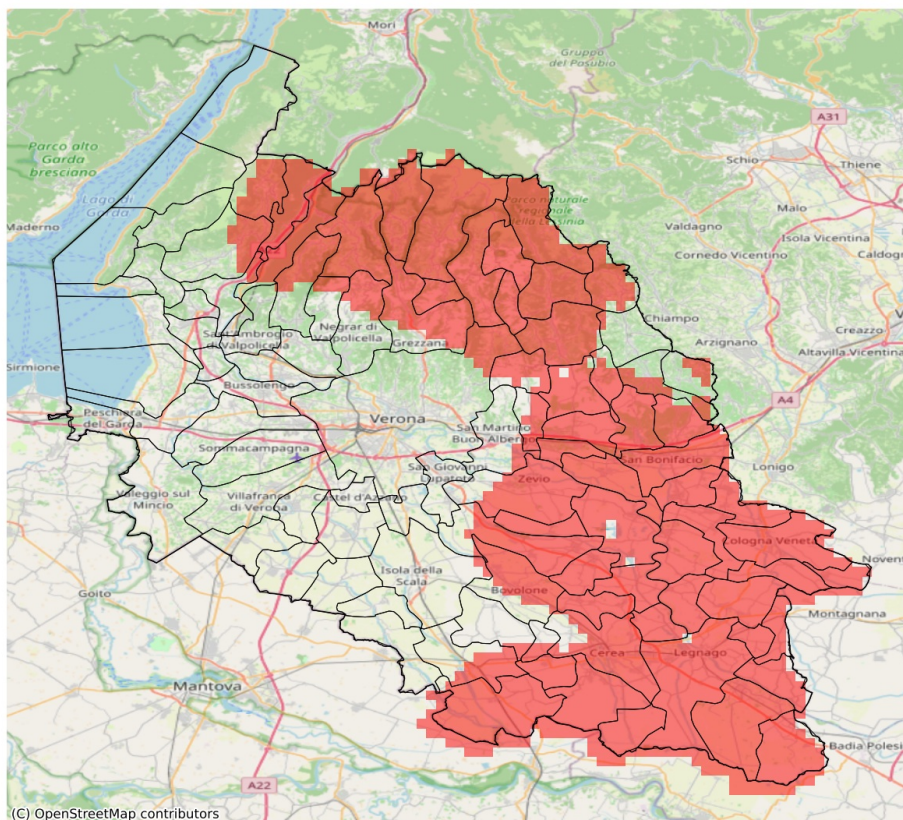 Mori
Gruppo
del Pasubio
A31
Parco alto
Garda
bresciano
Schio
Thiene
Lago di
Garda
Parco naturale
regionale
della Lessinia
Malo
Maderno
Valdagno
Isola Vicentina
Cornedo Vicentino
Caldogn
Chiampo
Sant'Ambrogio
di Valpolicella
Negrar di
Valpolicella
Grezzana
Arzignano
Creazzo
Altavilla Vicentina
Sirmione
Bussolengo
A4
Peschiera
del Garda
Verona
San Martino
Buon Albergo
Sommacampagna
San Bonifacio
Lonigo
San Giovanni
Lupatoto
Zevio
Valeggio sul
Mincio
Villafranca
di Verona
Castel d'Azzano
Cologna Veneta
Novent
Isola della
Scala
Goito
Bovolone
Montagnana
Cerea
Legnago
Mantova
Badia Polesi
A22
(C) OpenStreetMap contributors